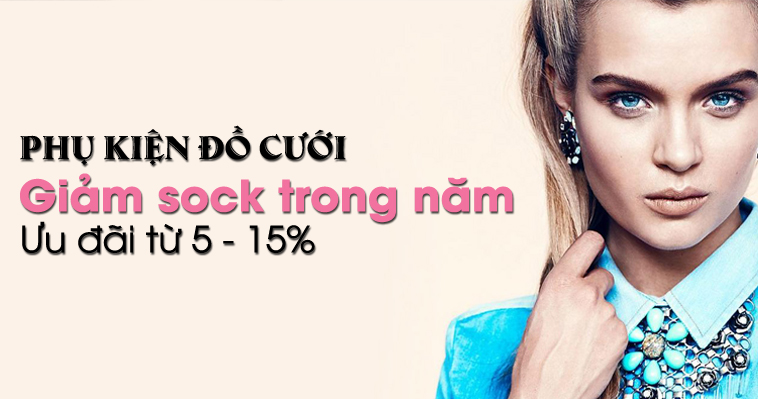 PHỤ KIỆN ĐỒ CƯỚI
Giảm sock trong năm
Ưu đãi từ 5 - 15%